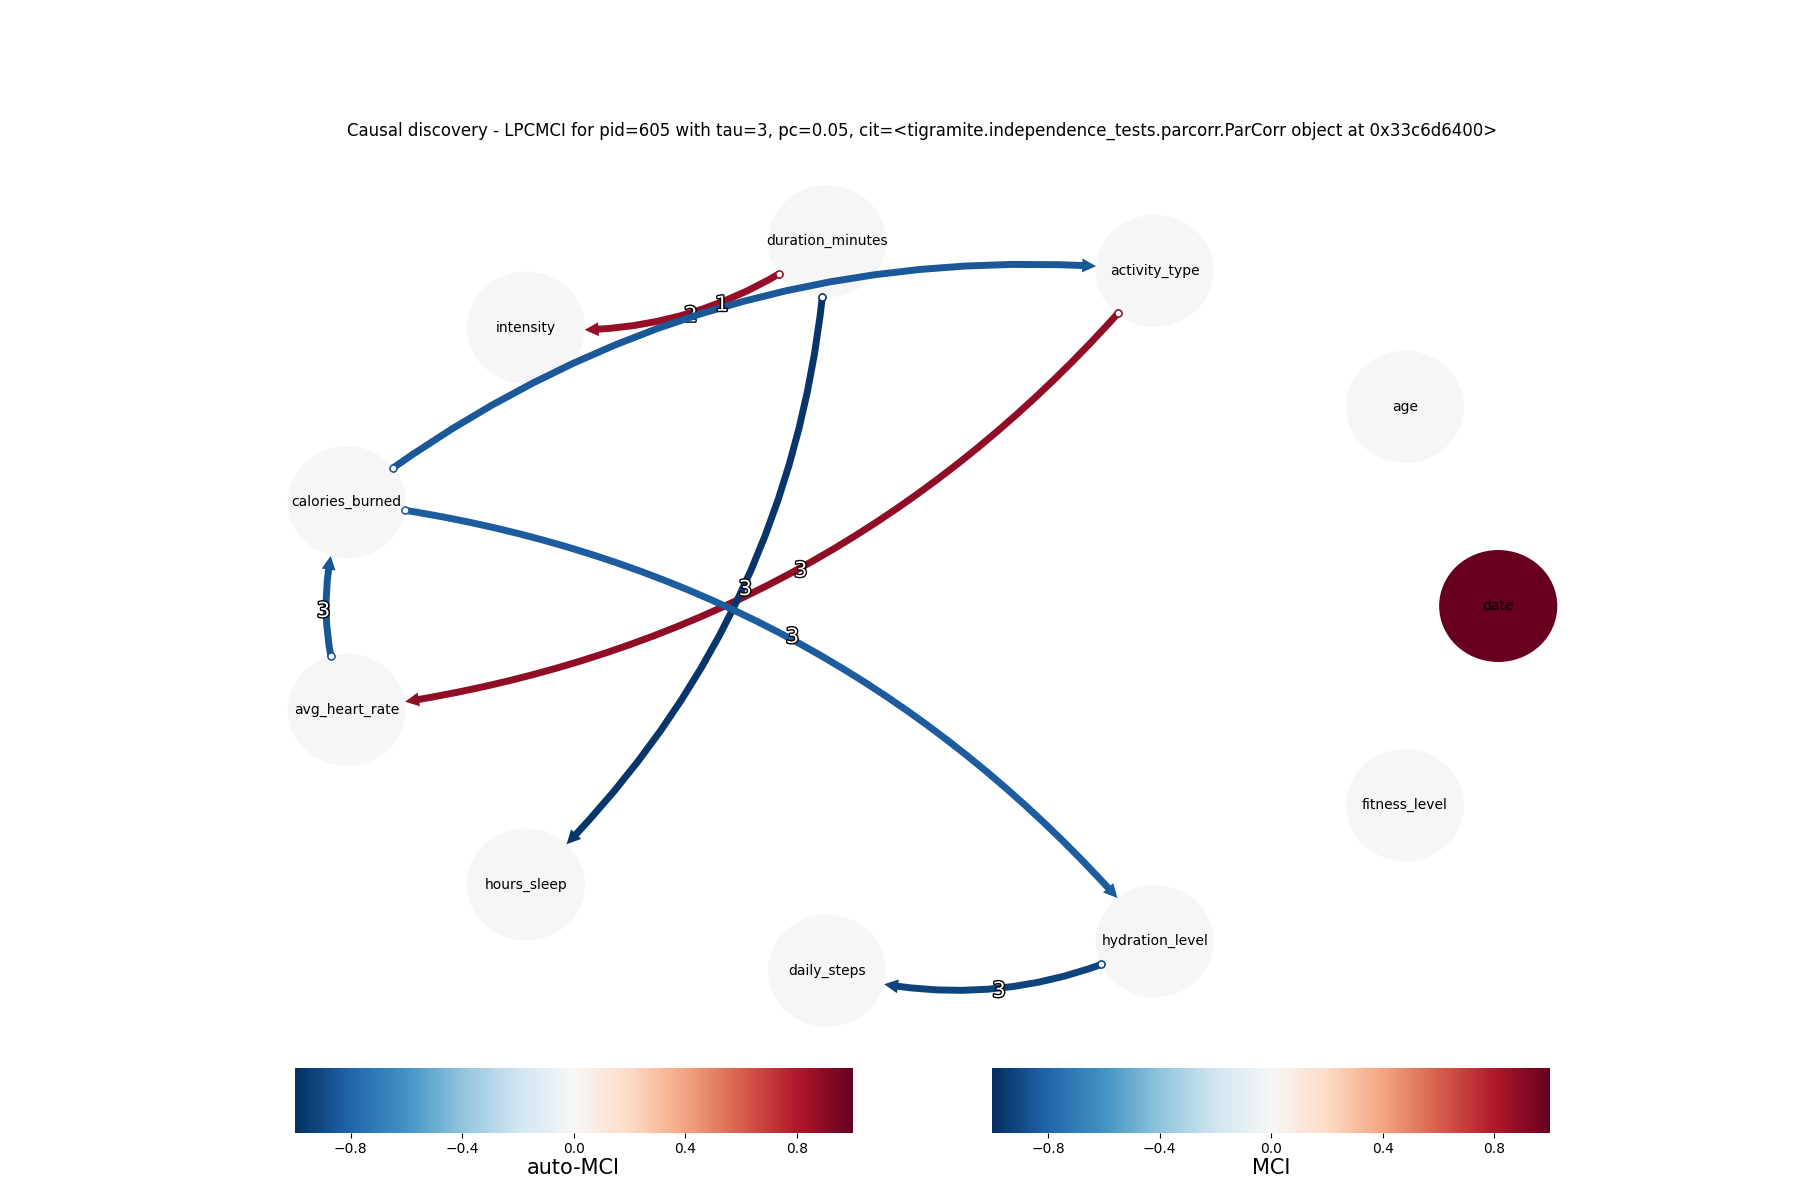 Causal discovery - LPCMCI for pid=605 with tau=3, pc=0.05, cit=<tigramite.independence_tests.parcorr.ParCorr object at 0x33c6d6400>
duration_minutes
activity_type
intensity
2
1
age
calories_burned
3
3
date
3
3
avg_heart_rate
fitness_level
hours_sleep
hydration_level
daily_steps
3
−0.8 −0.4 0.0 0.4 0.8
auto-MCI
−0.8 −0.4 0.0 0.4 0.8
MCI